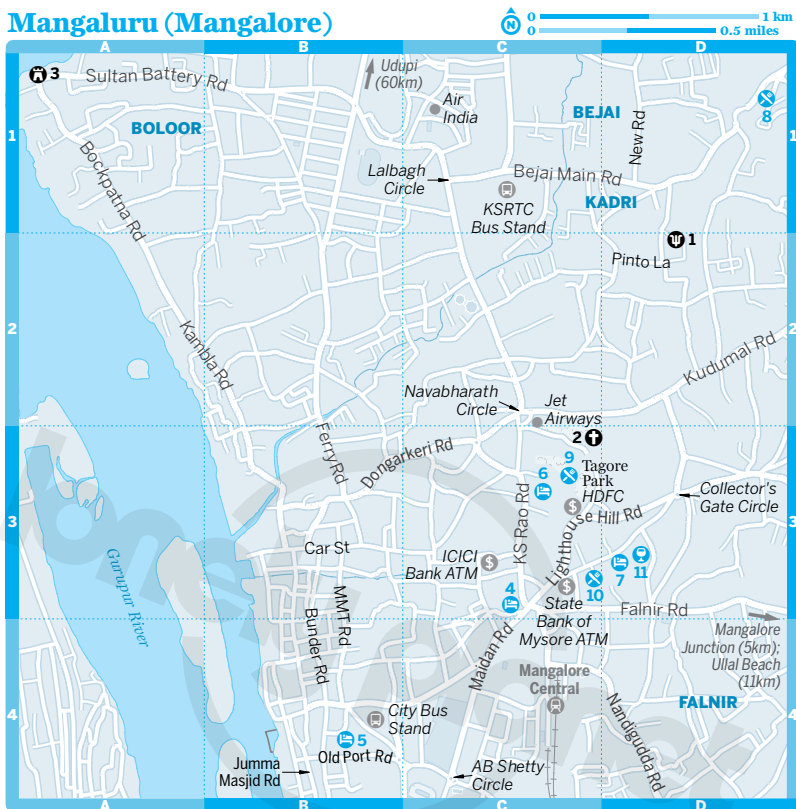 Mangaluru (Mangalore)
N
0 1 km
0 0.5 miles
A B C D
1
2
3
4
1
2
3
4
A B C D
3
Sultan Battery Rd
Udupi
(60km)
Air
India
BOLOOR
BEJAI
New Rd
8
Bockpatna Rd
Lalbagh
Circle
Bejai Main Rd
KSRTC
Bus Stand
KADRI
1
Pinto La
Kambla Rd
Kudumal Rd
Navabharath
Circle
Jet
Airways
2
Ferry Rd
Dongarkeri Rd
9
6
Tagore
Park
HDFC
KS Rao Rd
Lighthouse Hill Rd
Collector's
Gate Circle
Car St
ICICI
Bank ATM
$
$
$
Gurupur River
MMT Rd
Bunder Rd
4
10
7
11
State
Bank of
Mysore ATM
Falnir Rd
Maidan Rd
Mangalore
Junction (5km);
Ullal Beach
(11km)
Mangalore
Central
FALNIR
Nandigudda Rd
City Bus
Stand
5
Old Port Rd
Jumma
Masjid Rd
AB Shetty
Circle
lonely planet